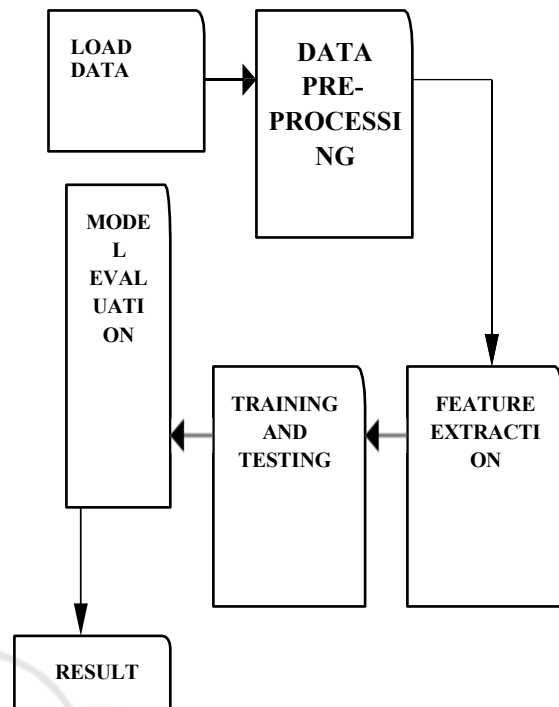 LOAD
DATA
DATA
PRE-
PROCESSI
NG
MODE
L
EVAL
UATI
ON
TRAINING
AND
TESTING
FEATURE
EXTRACTI
ON
RESULT